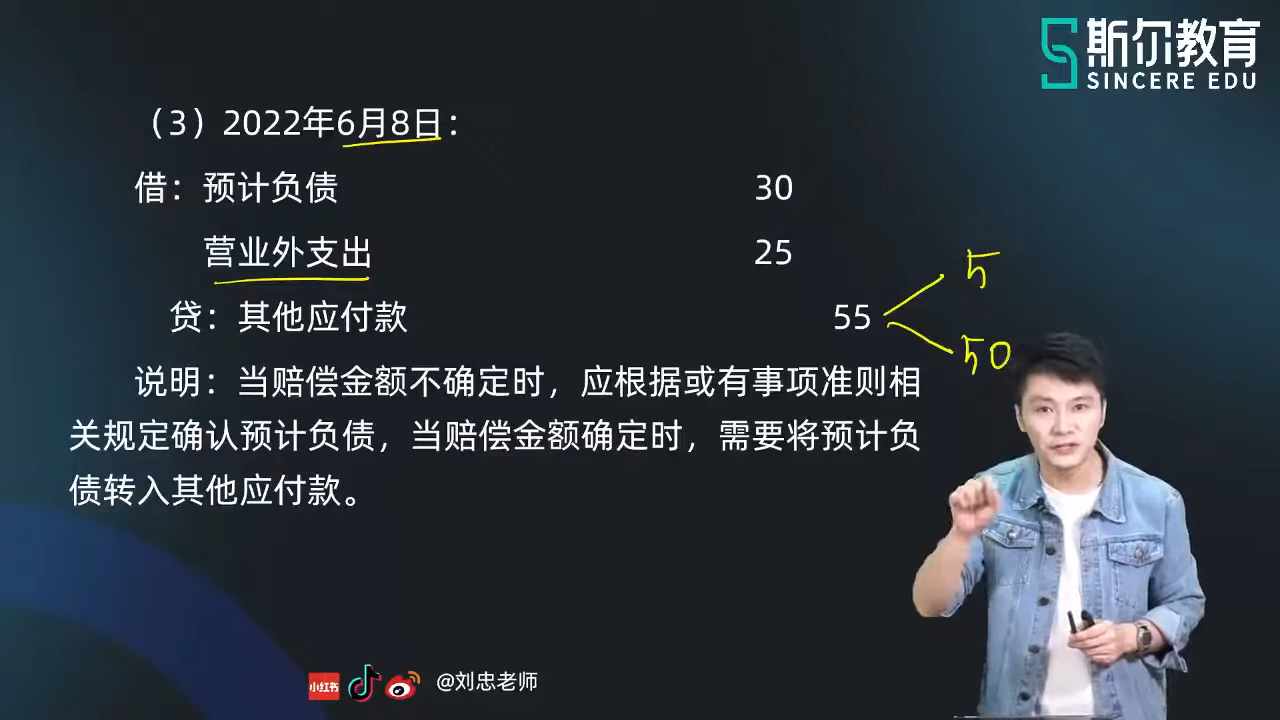 斯尔教育
SINCERE EDU
（3）2022年6月8日：
借：预计负债 30
营业外支出 25
贷：其他应付款 55
5
50
说明：当赔偿金额不确定时，应根据或有事项准则相
关规定确认预计负债，当赔偿金额确定时，需要将预计负
债转入其他应付款。
小红书 @刘忠老师